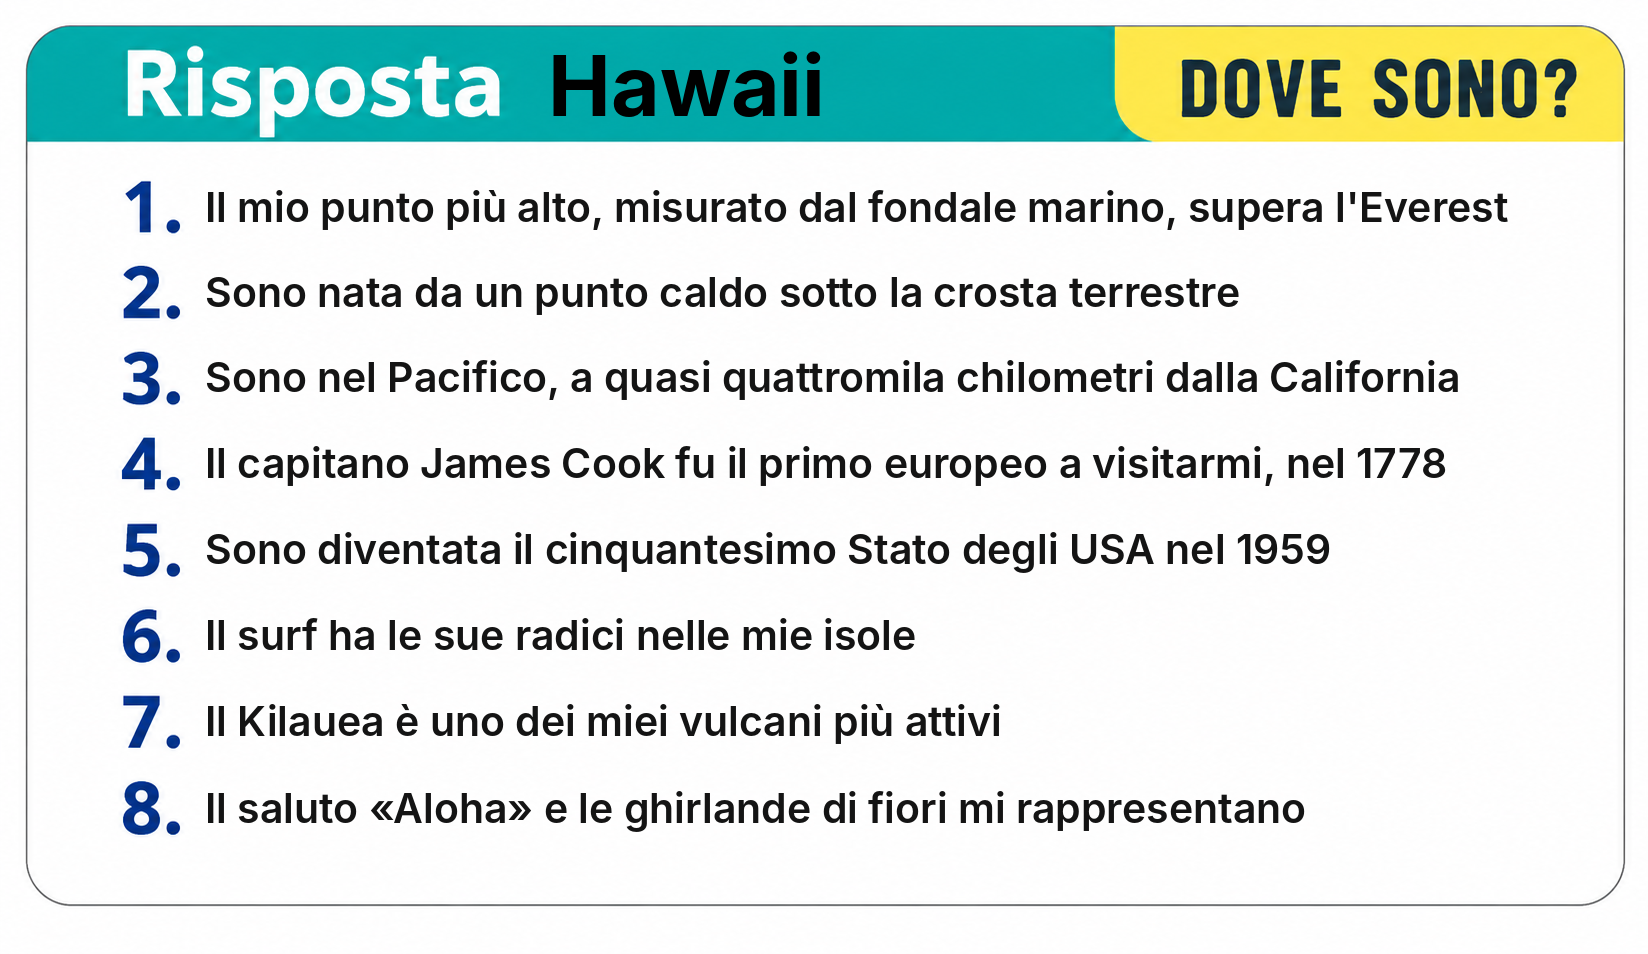 Risposta Hawaii
DOVE SONO?
1. Il mio punto più alto, misurato dal fondale marino, supera l'Everest
2. Sono nata da un punto caldo sotto la crosta terrestre
3. Sono nel Pacifico, a quasi quattromila chilometri dalla California
4. Il capitano James Cook fu il primo europeo a visitarmi, nel 1778
5. Sono diventata il cinquantesimo Stato degli USA nel 1959
6. Il surf ha le sue radici nelle mie isole
7. Il Kilauea è uno dei miei vulcani più attivi
8. Il saluto «Aloha» e le ghirlande di fiori mi rappresentano